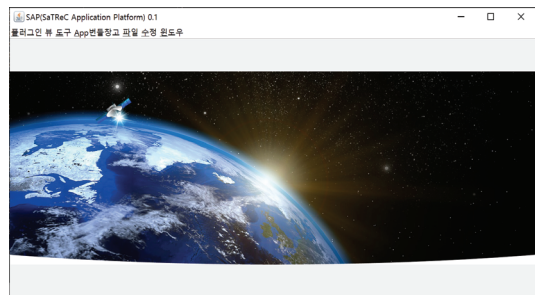 SAP(SaTReC Application Platform) 0.1
플러그인 뷰 도구 App번들창고 파일 수정 윈도우